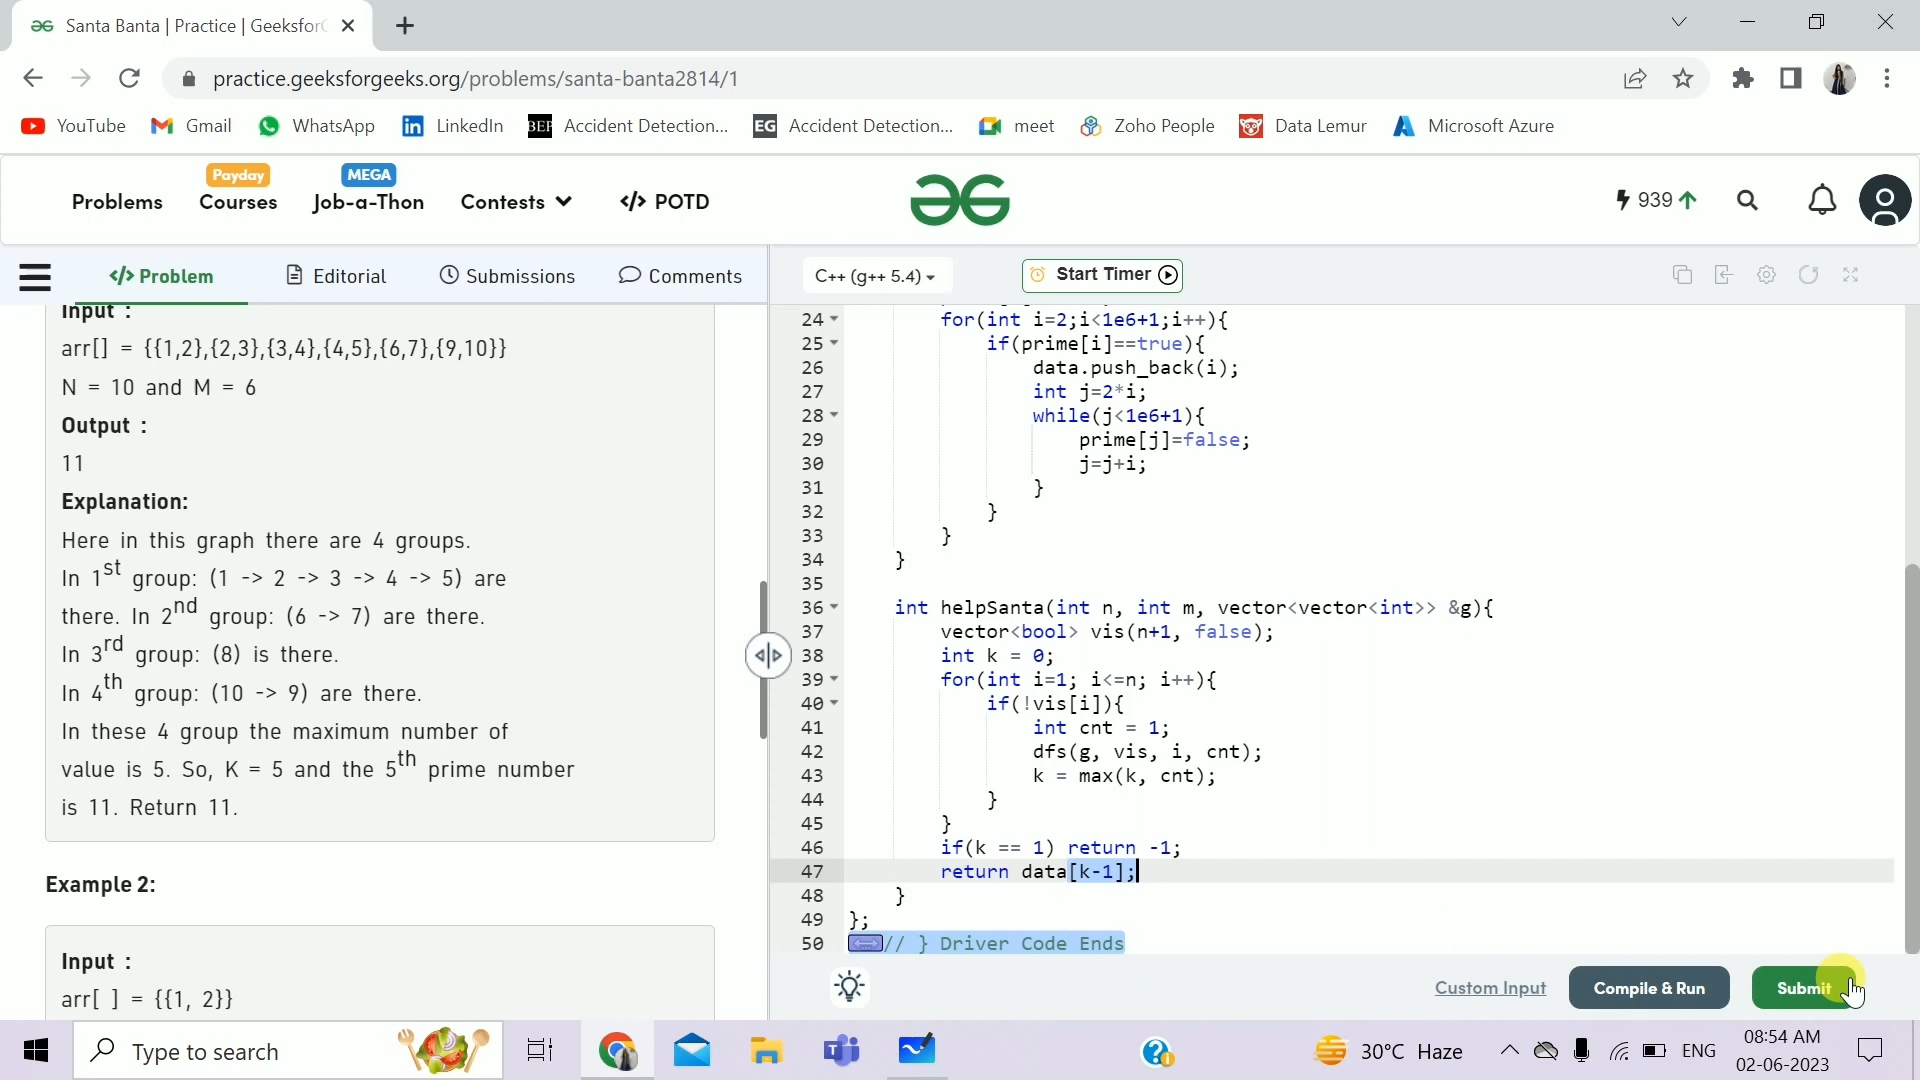 Santa Banta | Practice | Geeksfor
practice.geeksforgeeks.org/problems/santa-banta2814/1
YouTube Gmail WhatsApp LinkedIn BEP Accident Detection... EG Accident Detection... meet Zoho People Data Lemur Microsoft Azure
Payday MEGA
Problems Courses Job-a-Thon Contests </> POTD 939
</> Problem Editorial Submissions Comments C++ (g++ 5.4) Start Timer
Input :
arr[] = {{1,2},{2,3},{3,4},{4,5},{6,7},{9,10}}
N = 10 and M = 6
Output :
11
Explanation:
Here in this graph there are 4 groups.
In 1st group: (1 -> 2 -> 3 -> 4 -> 5) are
there. In 2nd group: (6 -> 7) are there.
In 3rd group: (8) is there.
In 4th group: (10 -> 9) are there.
In these 4 group the maximum number of
value is 5. So, K = 5 and the 5th prime number
is 11. Return 11.
Example 2:
Input :
arr[ ] = {{1, 2}}
24 for(int i=2;i<1e6+1;i++){
25 if(prime[i]==true){
26 data.push_back(i);
27 int j=2*i;
28 while(j<1e6+1){
29 prime[j]=false;
30 j=j+i;
31 }
32 }
33 }
34 }
35
36 int helpSanta(int n, int m, vector<vector<int>> &g){
37 vector<bool> vis(n+1, false);
38 int k = 0;
39 for(int i=1; i<=n; i++){
40 if(!vis[i]){
41 int cnt = 1;
42 dfs(g, vis, i, cnt);
43 k = max(k, cnt);
44 }
45 }
46 if(k == 1) return -1;
47 return data[k-1];
48 }
49 };
50 // } Driver Code Ends
Custom Input Compile & Run Submit
Type to search 30°C Haze ENG 08:54 AM
02-06-2023